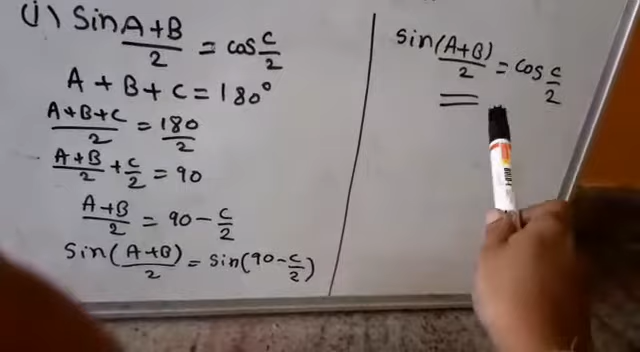 (i) Sin A+B/2 = cos c/2
A + B + C = 180°
A+B+C/2 = 180/2
A+B/2 + c/2 = 90
A+B/2 = 90 - c/2
Sin(A+B)/2 = Sin(90 - c/2)
Sin(A+B)/2 = cos c/2